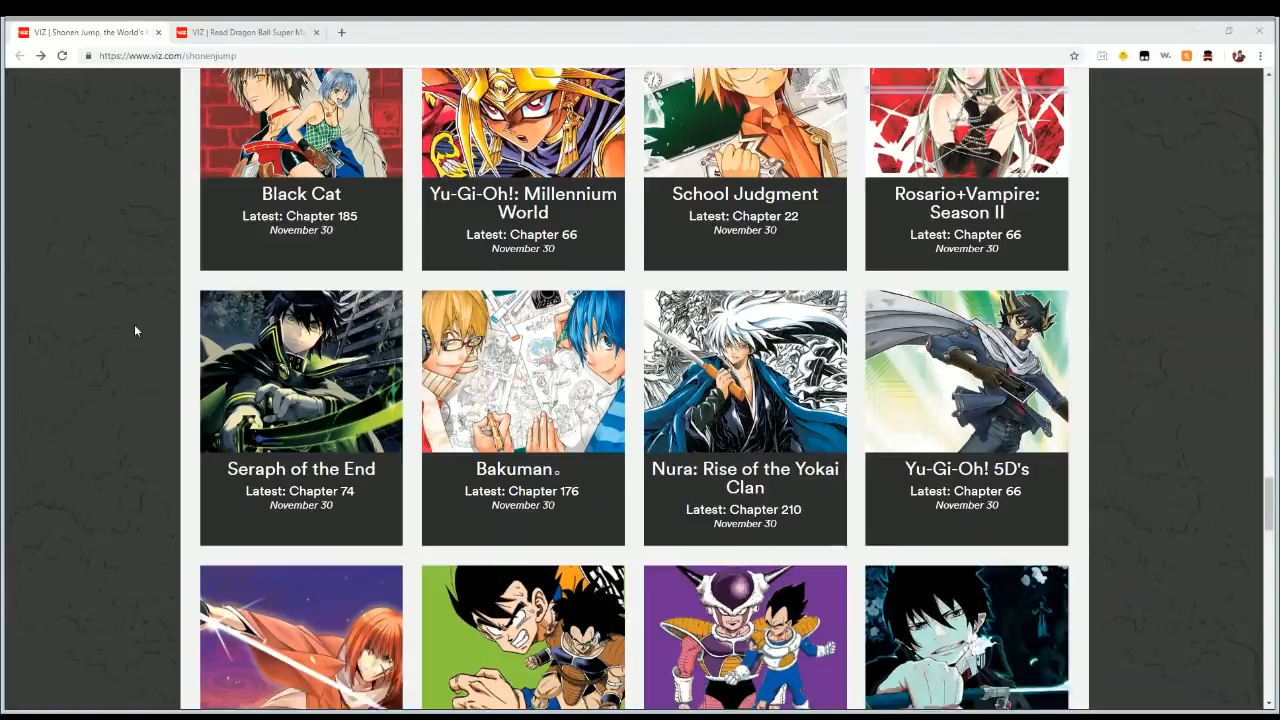 VIZ | Shonen Jump, the World's
VIZ | Read Dragon Ball Super Ma
https://www.viz.com/shonenjump
Black Cat
Latest: Chapter 185
November 30
Yu-Gi-Oh!: Millennium
World
Latest: Chapter 66
November 30
School Judgment
Latest: Chapter 22
November 30
Rosario+Vampire:
Season II
Latest: Chapter 66
November 30
Seraph of the End
Latest: Chapter 74
November 30
Bakuman。
Latest: Chapter 176
November 30
Nura: Rise of the Yokai
Clan
Latest: Chapter 210
November 30
Yu-Gi-Oh! 5D's
Latest: Chapter 66
November 30